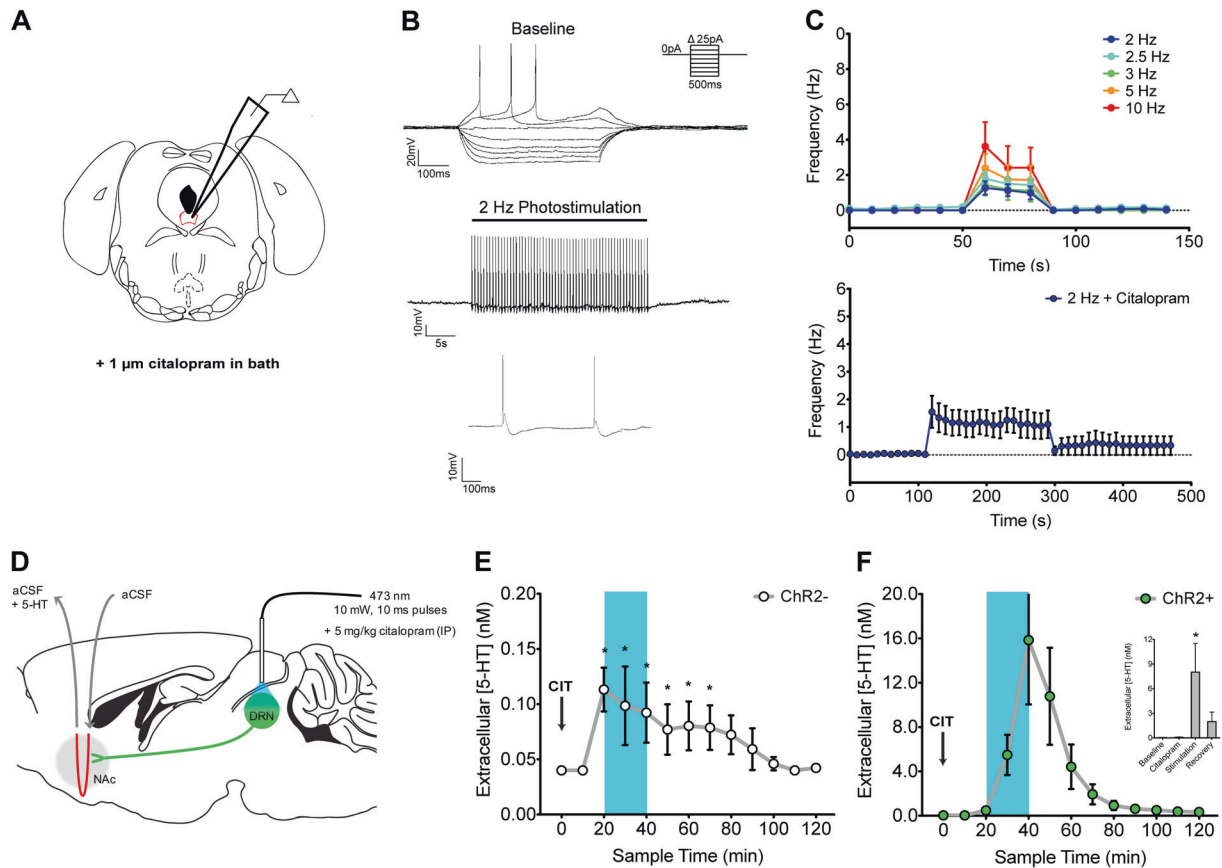 A
+ 1 µm citalopram in bath
B
Baseline
0pA
Δ 25pA
500ms
20mV
100ms
2 Hz Photostimulation
10mV
5s
10mV
100ms
C
Frequency (Hz)
8
6
4
2
0
2 Hz
2.5 Hz
3 Hz
5 Hz
10 Hz
0 50 100 150
Time (s)
Frequency (Hz)
6
5
4
3
2
1
0
2 Hz + Citalopram
0 100 200 300 400 500
Time (s)
D
aCSF
+ 5-HT
aCSF
473 nm
10 mW, 10 ms pulses
+ 5 mg/kg citalopram (IP)
DRN
NAc
E
Extracellular [5-HT] (nM)
0.20
0.15
0.10
0.05
0.00
ChR2-
CIT
* * * * * *
0 20 40 60 80 100 120
Sample Time (min)
F
Extracellular [5-HT] (nM)
20.0
16.0
12.0
8.0
4.0
0.0
ChR2+
CIT
Extracellular [5-HT] (nM)
12
9
6
3
0
*
Baseline
Citalopram
Stimulation
Recovery
0 20 40 60 80 100 120
Sample Time (min)